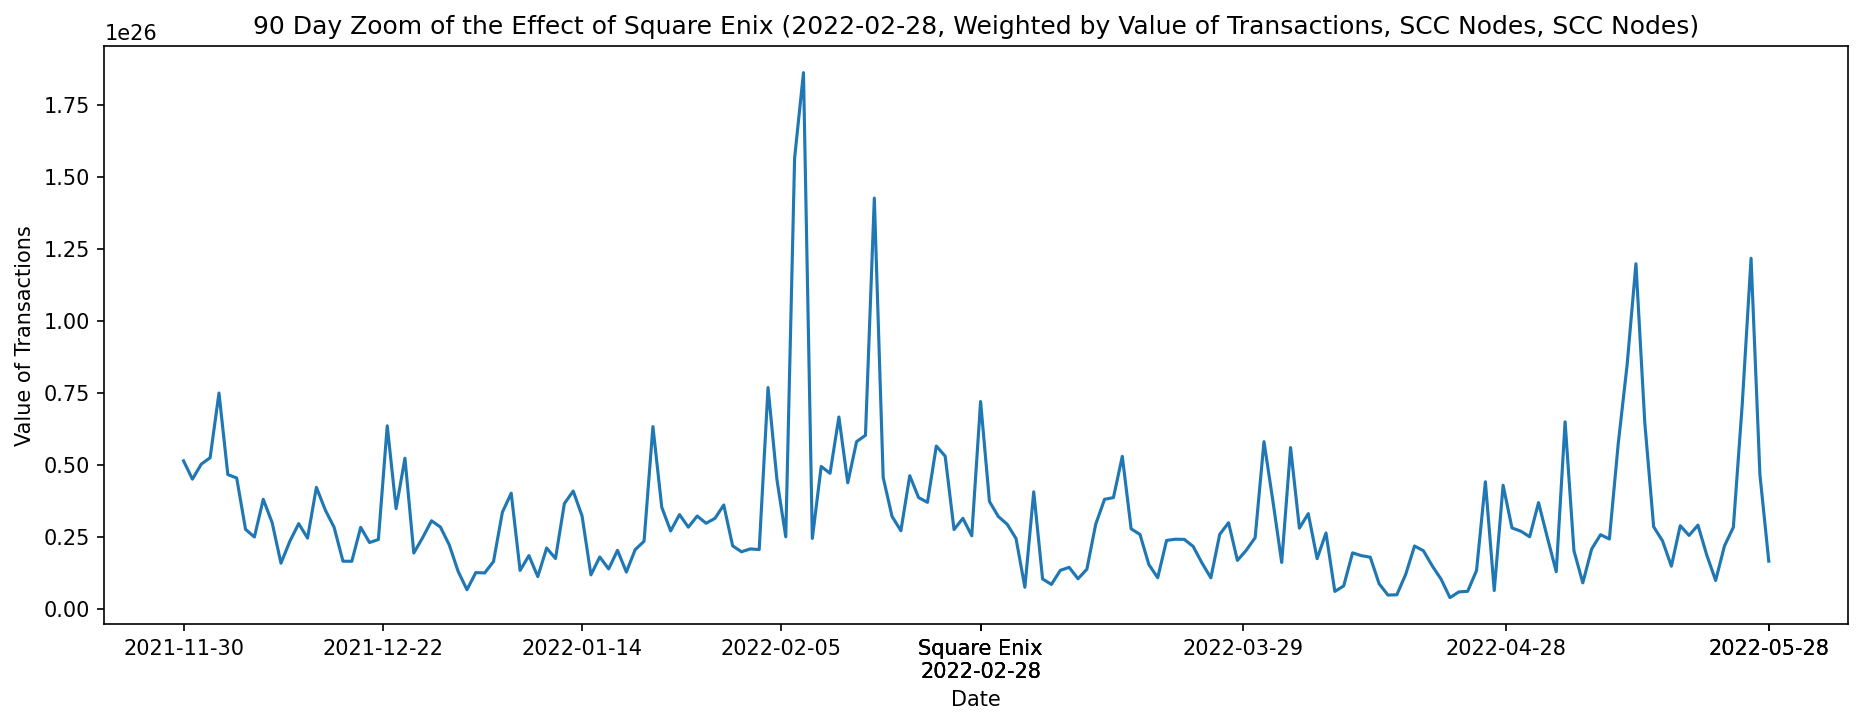 90 Day Zoom of the Effect of Square Enix (2022-02-28, Weighted by Value of Transactions, SCC Nodes, SCC Nodes)
1e26
1.75
1.50
1.25
1.00
0.75
0.50
0.25
0.00
Value of Transactions
2021-11-30 2021-12-22 2022-01-14 2022-02-05 Square Enix 2022-03-29 2022-04-28 2022-05-28
2022-02-28
Date